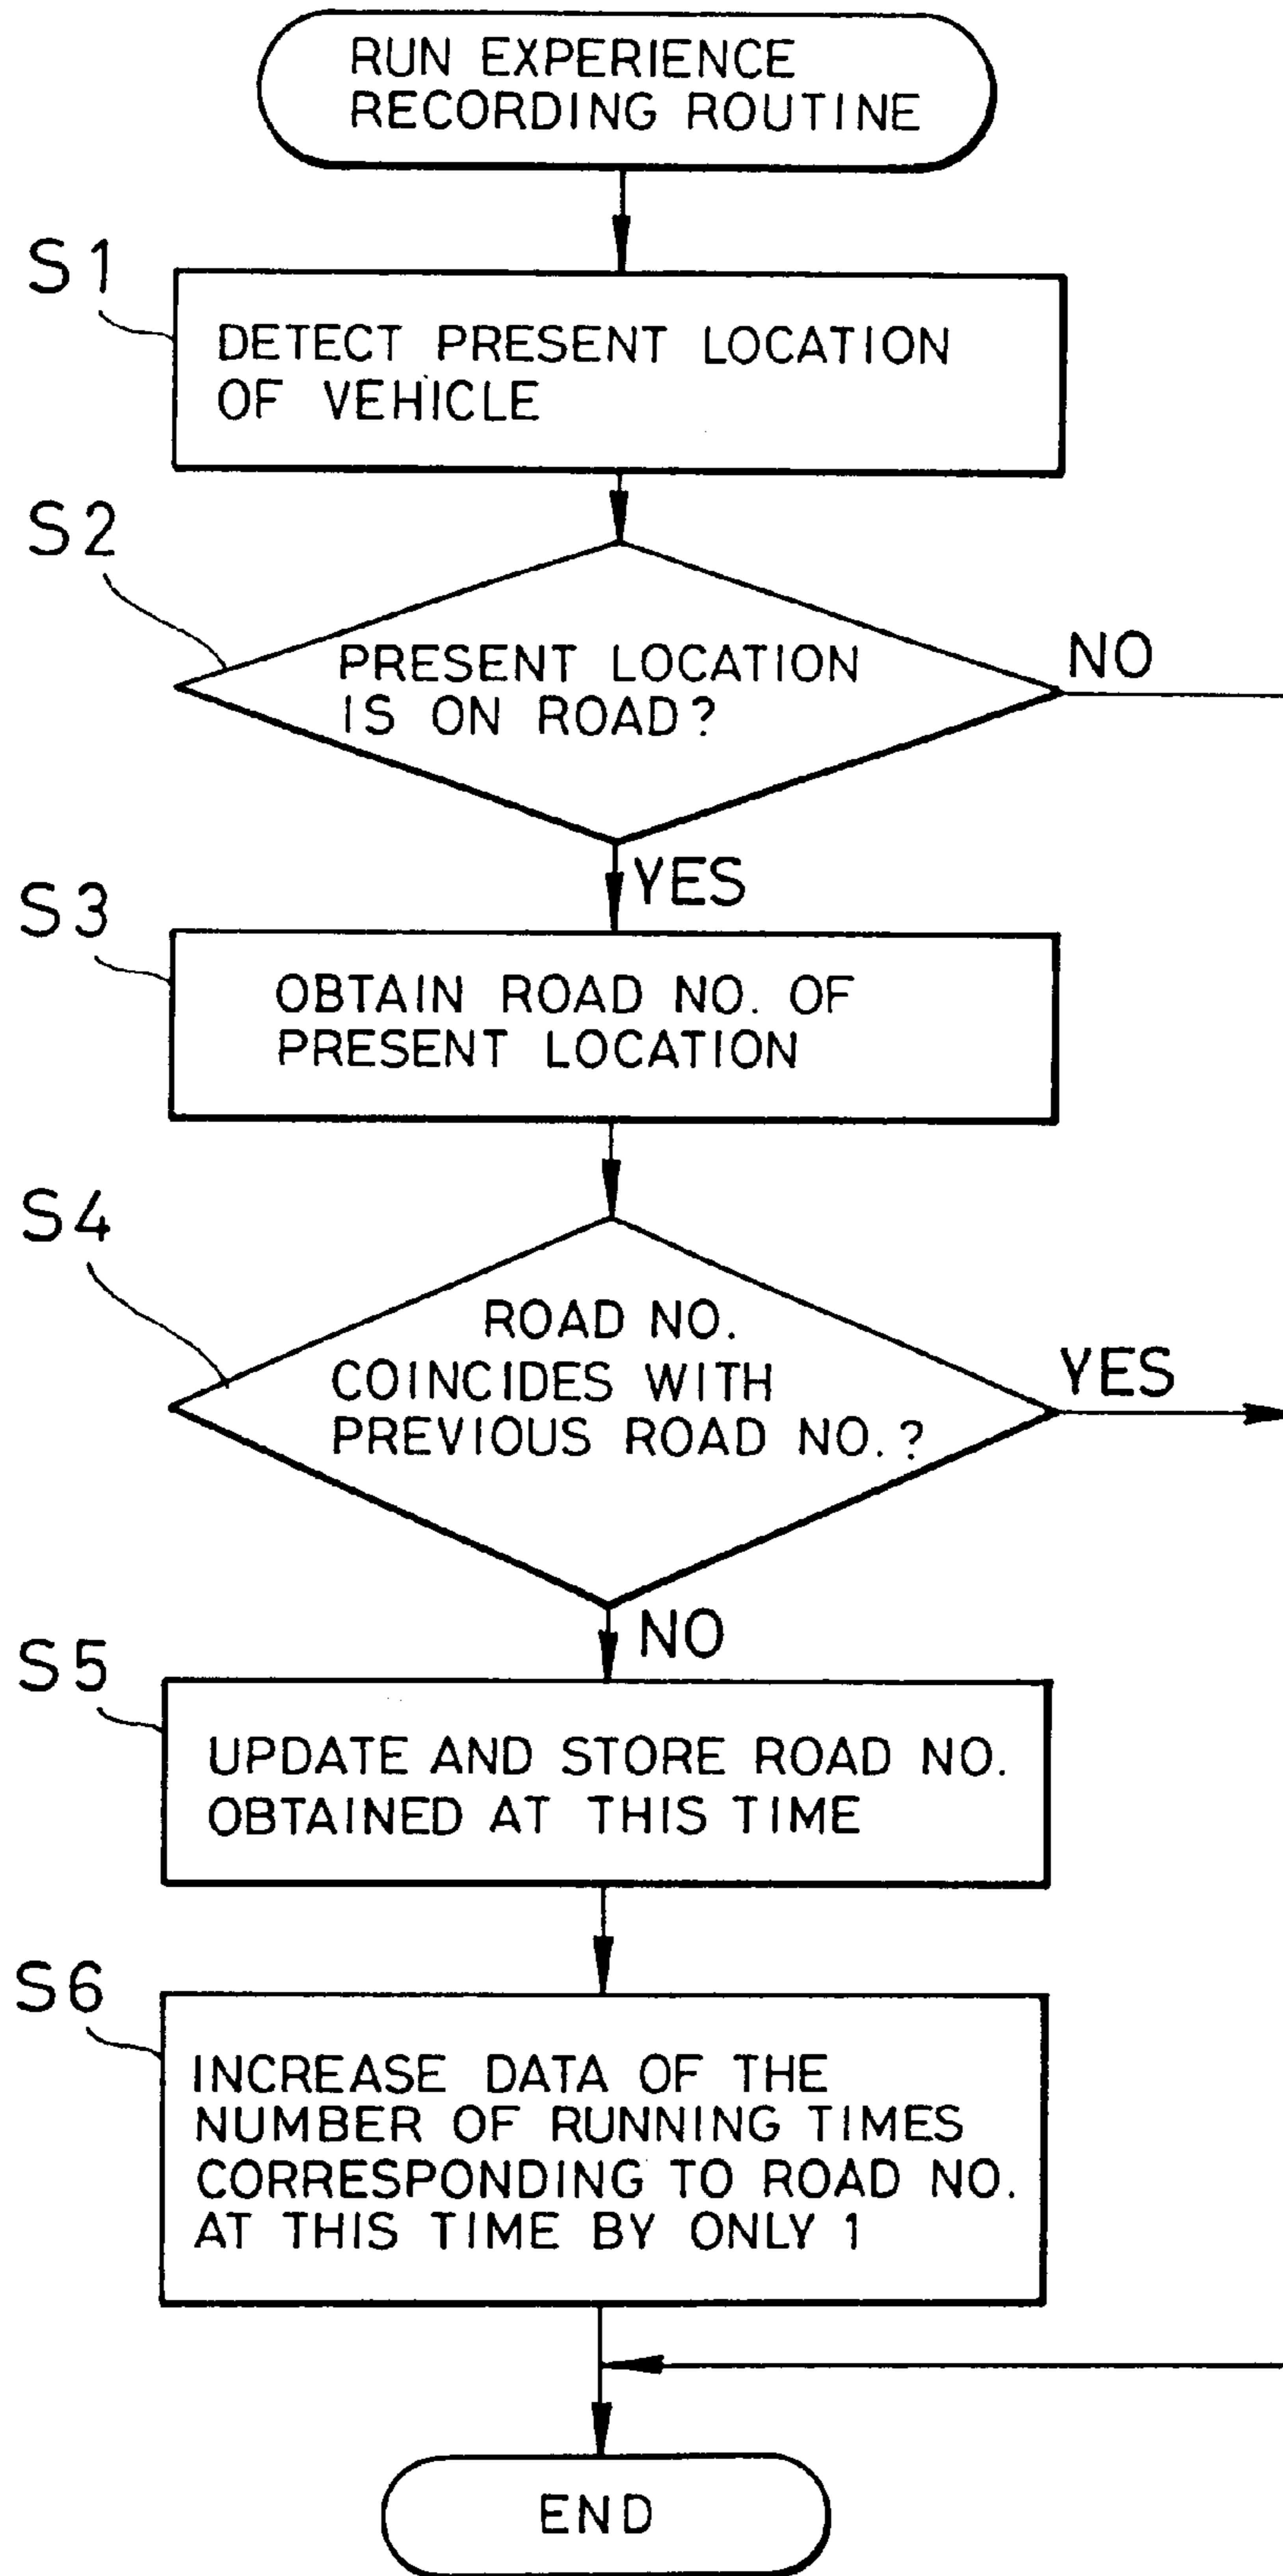 RUN EXPERIENCE
RECORDING ROUTINE
S1
DETECT PRESENT LOCATION
OF VEHICLE
S2
PRESENT LOCATION
IS ON ROAD?
NO
YES
S3
OBTAIN ROAD NO. OF
PRESENT LOCATION
S4
ROAD NO.
COINCIDES WITH
PREVIOUS ROAD NO.?
YES
NO
S5
UPDATE AND STORE ROAD NO.
OBTAINED AT THIS TIME
S6
INCREASE DATA OF THE
NUMBER OF RUNNING TIMES
CORRESPONDING TO ROAD NO.
AT THIS TIME BY ONLY 1
END